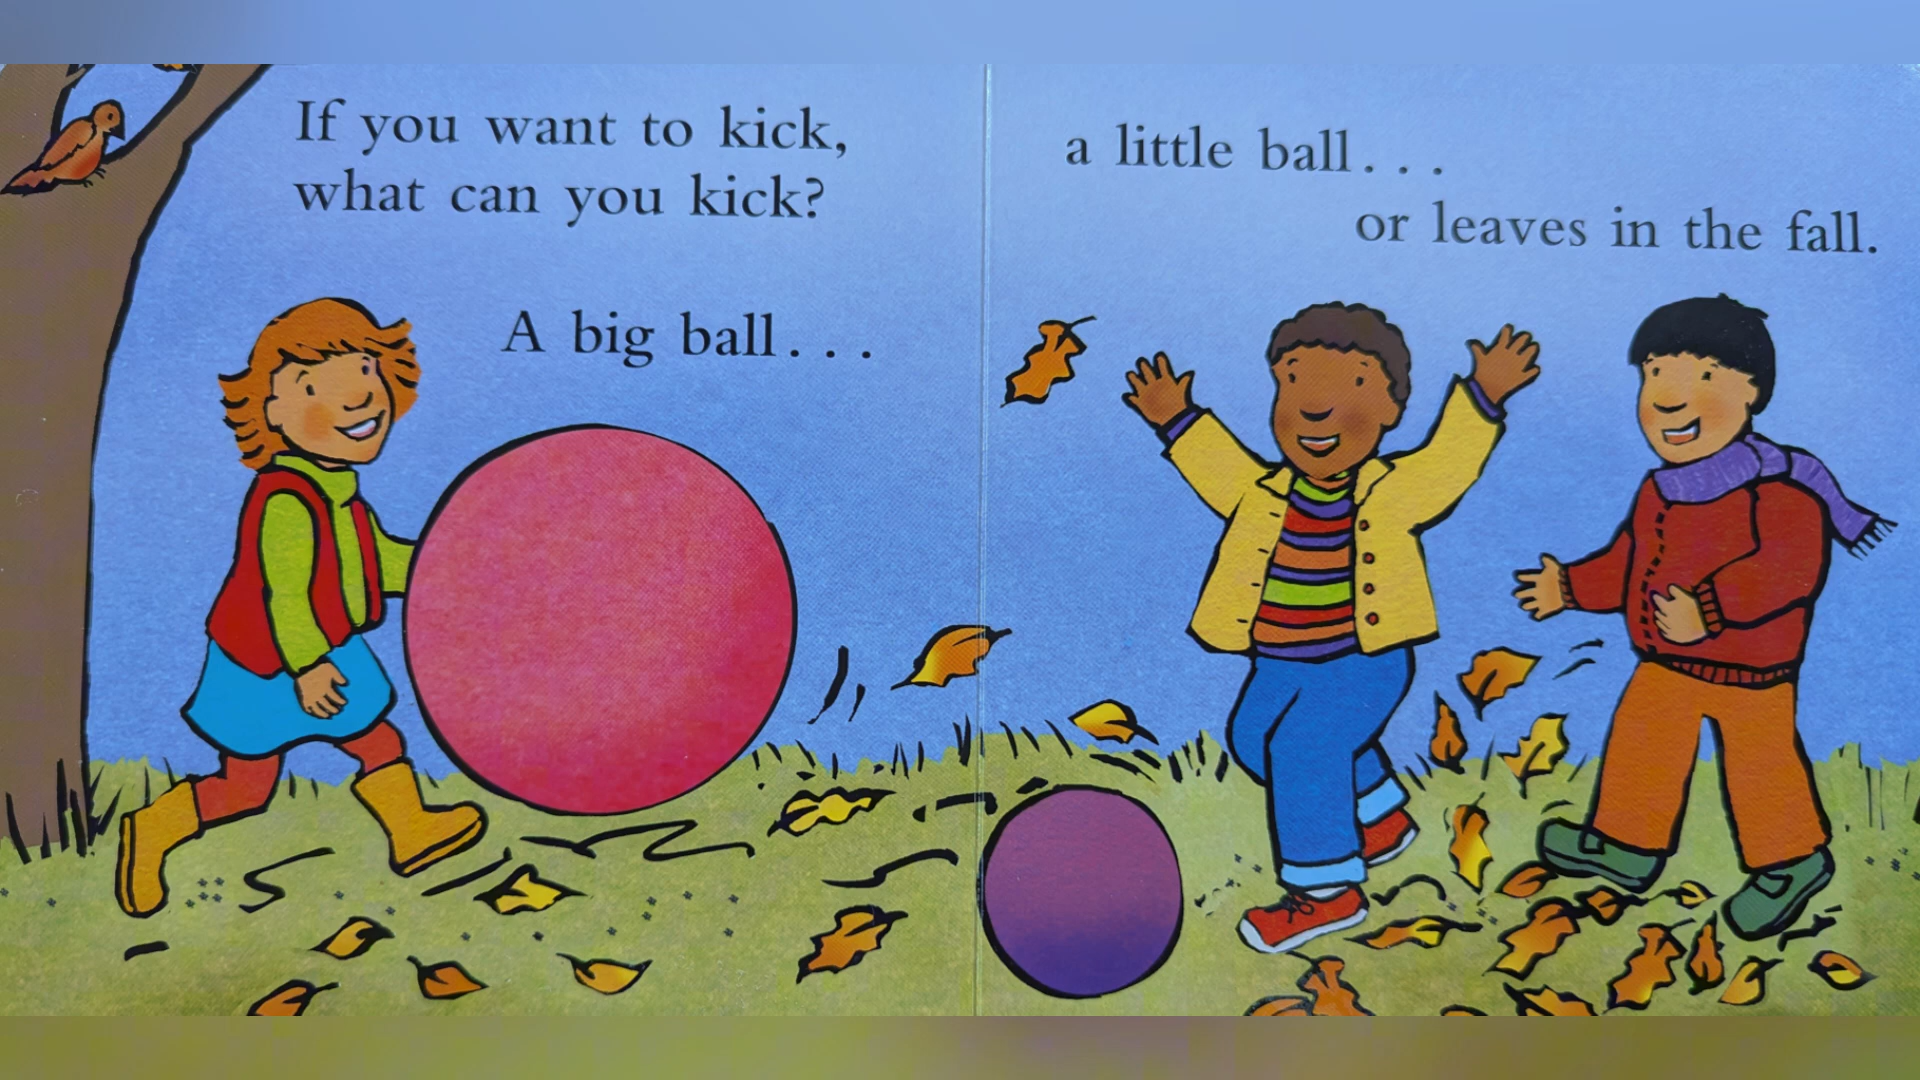 If you want to kick,
what can you kick?
A big ball...
a little ball...
or leaves in the fall.